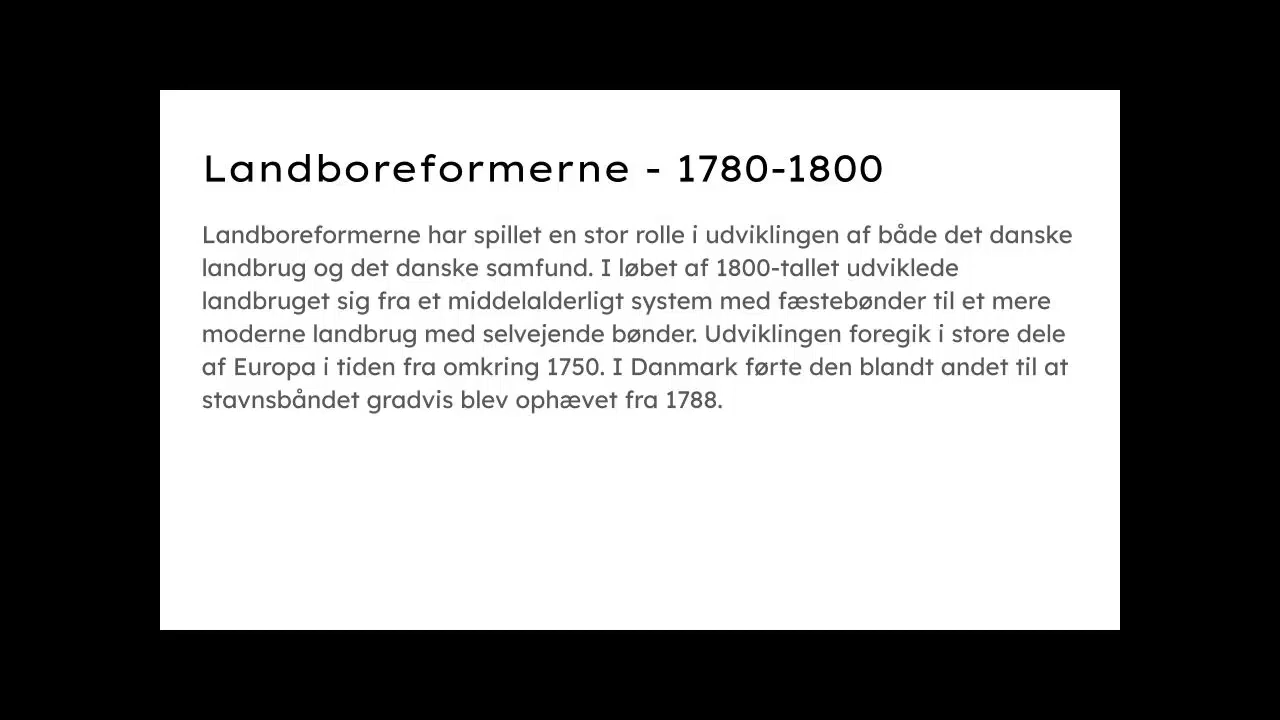 Landboreformerne - 1780-1800
Landboreformerne har spillet en stor rolle i udviklingen af både det danske
landbrug og det danske samfund. I løbet af 1800-tallet udviklede
landbruget sig fra et middelalderligt system med fæstebønder til et mere
moderne landbrug med selvejende bønder. Udviklingen foregik i store dele
af Europa i tiden fra omkring 1750. I Danmark førte den blandt andet til at
stavnsbåndet gradvis blev ophævet fra 1788.